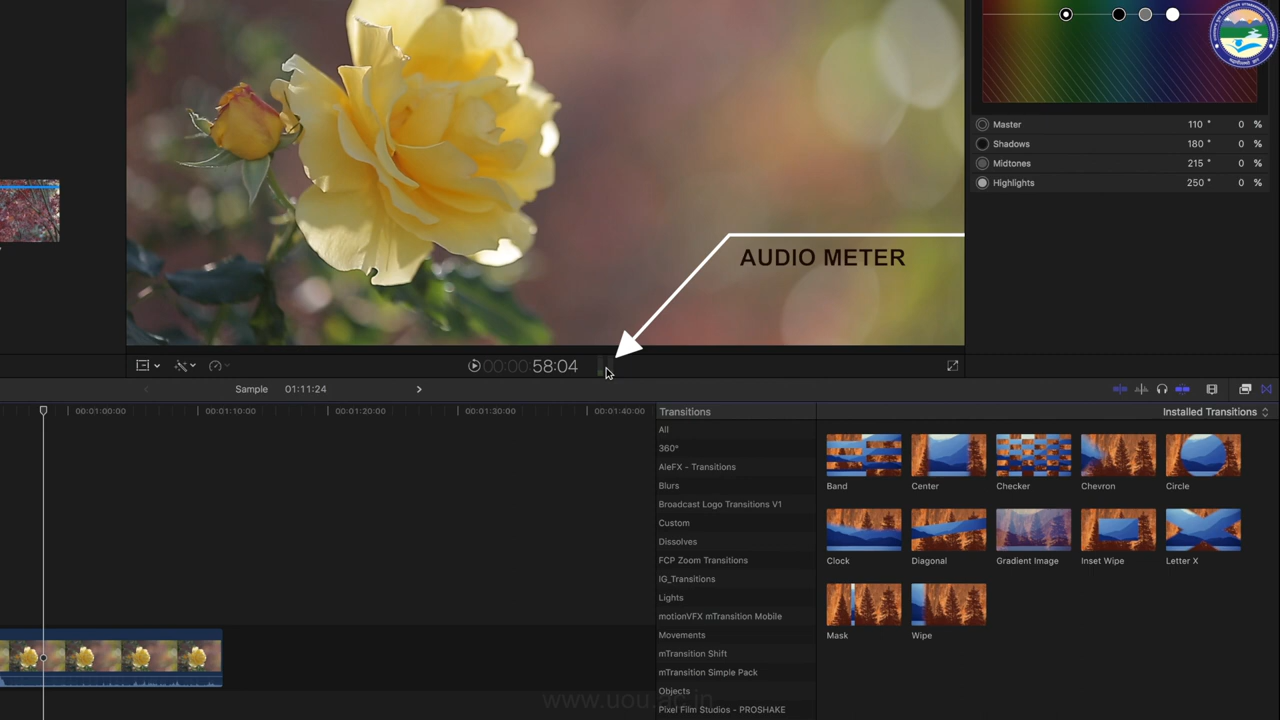 Master 110 ° 0 %
Shadows 180 ° 0 %
Midtones 215 ° 0 %
Highlights 250 ° 0 %
AUDIO METER
00:00:58:04
Sample 01:11:24
00:01:00:00 00:01:10:00 00:01:20:00 00:01:30:00 00:01:40:00
Transitions
Installed Transitions
All
360°
AleFX - Transitions
Blurs
Broadcast Logo Transitions V1
Custom
Dissolves
FCP Zoom Transitions
IG_Transitions
Lights
motionVFX mTransition Mobile
Movements
mTransition Shift
mTransition Simple Pack
Objects
Pixel Film Studios - PROSHAKE
Band Center Checker Chevron Circle
Clock Diagonal Gradient Image Inset Wipe Letter X
Mask Wipe
www.uou.ac.in